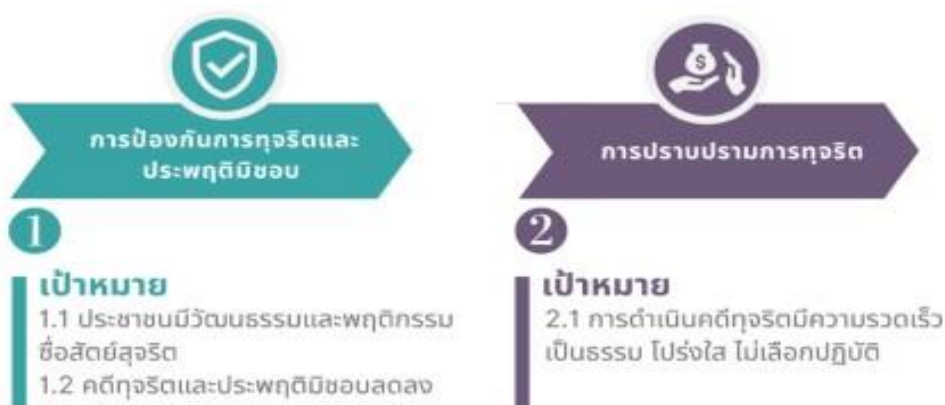 การป้องกันการทุจริตและ
ประพฤติมิชอบ
1
เป้าหมาย
1.1 ประชาชนมีวัฒนธรรมและพฤติกรรม
ซื่อสัตย์สุจริต
1.2 คดีทุจริตและประพฤติมิชอบลดลง
$
การปราบปรามการทุจริต
2
เป้าหมาย
2.1 การดำเนินคดีทุจริตมีความรวดเร็ว
เป็นธรรม โปร่งใส ไม่เลือกปฏิบัติ